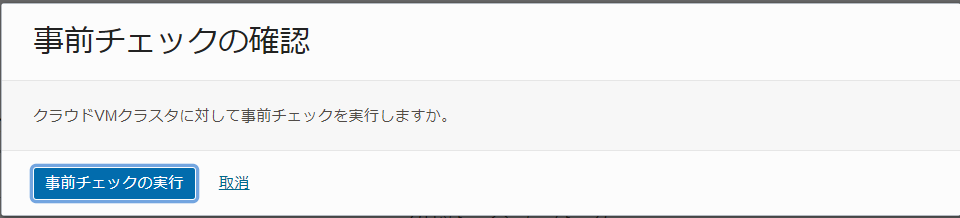 事前チェックの確認
クラウドVMクラスタに対して事前チェックを実行しますか。
事前チェックの実行 取消